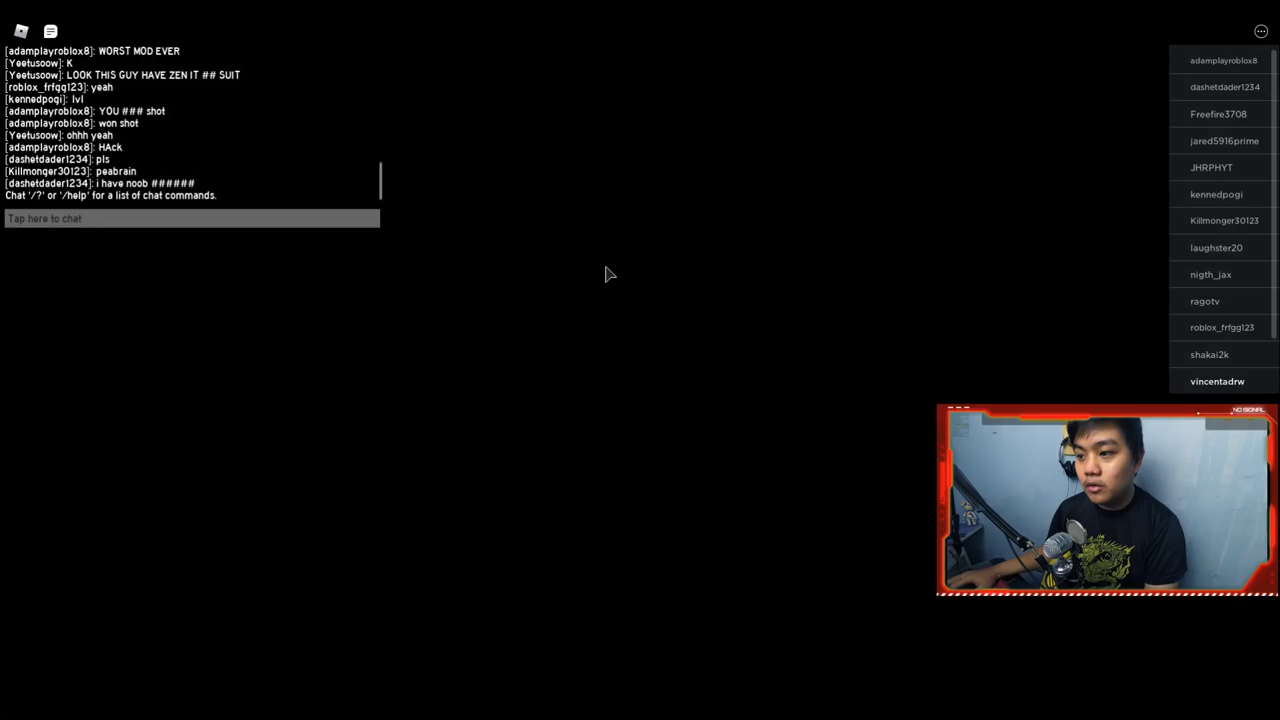 [adamplayroblox8]: WORST MOD EVER
[Yeetusoow]: K
[Yeetusoow]: LOOK THIS GUY HAVE ZEN IT ## SUIT
[roblox_frfgg123]: yeah
[kennedpogi]: lvl
[adamplayroblox8]: YOU ### shot
[adamplayroblox8]: won shot
[Yeetusoow]: ohhh yeah
[adamplayroblox8]: HAck
[dashetdader1234]: pls
[Killmonger30123]: peabrain
[dashetdader1234]: i have noob ######
Chat '/?' or '/help' for a list of chat commands.
Tap here to chat
adamplayroblox8
dashetdader1234
Freefire3708
jared5916prime
JHRPHYT
kennedpogi
Killmonger30123
laughster20
nigth_jax
ragotv
roblox_frfgg123
shakai2k
vincentadrw
NO SIGNAL